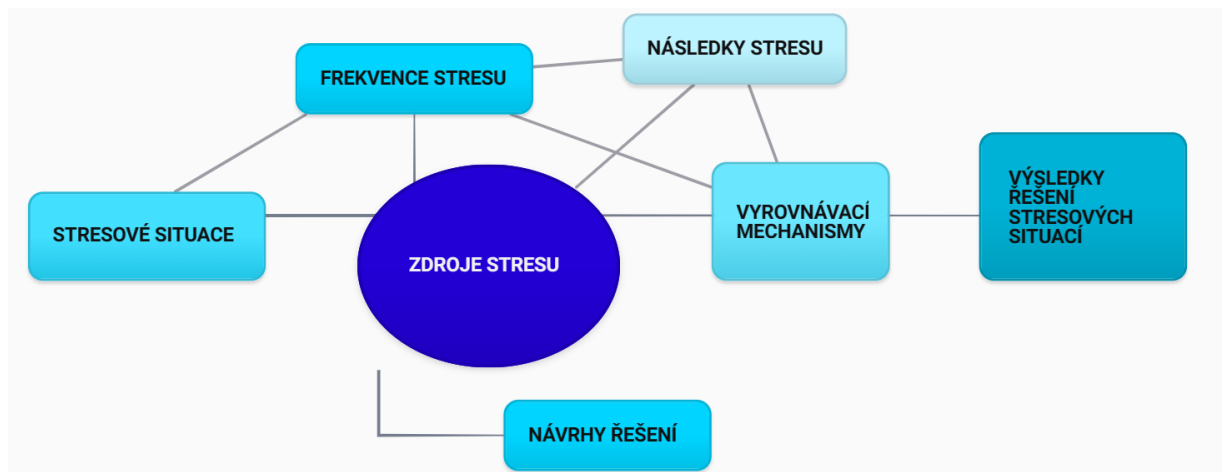 NÁSLEDKY STRESU
FREKVENCE STRESU
STRESOVÉ SITUACE
ZDROJE STRESU
VYROVNÁVACÍ
MECHANISMY
VÝSLEDKY
ŘEŠENÍ
STRESOVÝCH
SITUACÍ
NÁVRHY ŘEŠENÍ